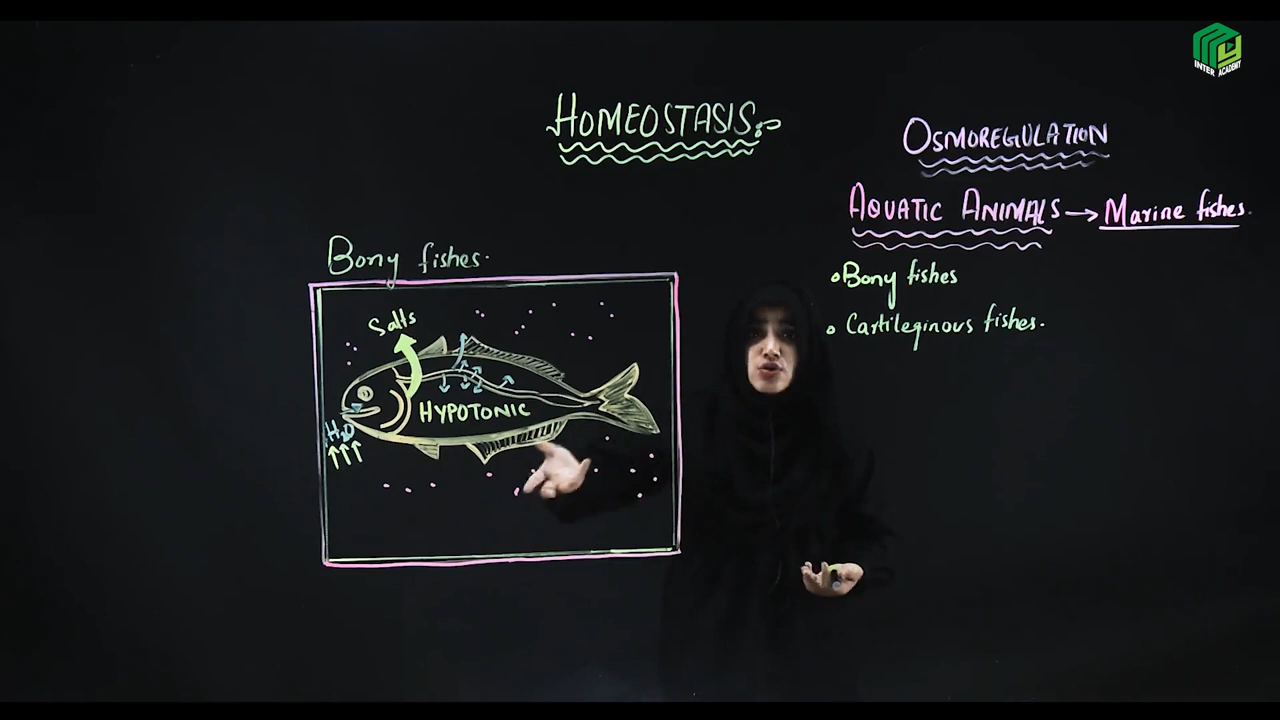 INTER ACADEMY
HOMEOSTASIS:-
OSMOREGULATION
AQUATIC ANIMALS → Marine fishes.
• Bony fishes
• Cartileginous fishes.
Bony fishes.
Salts
HYPOTONIC
H₂O